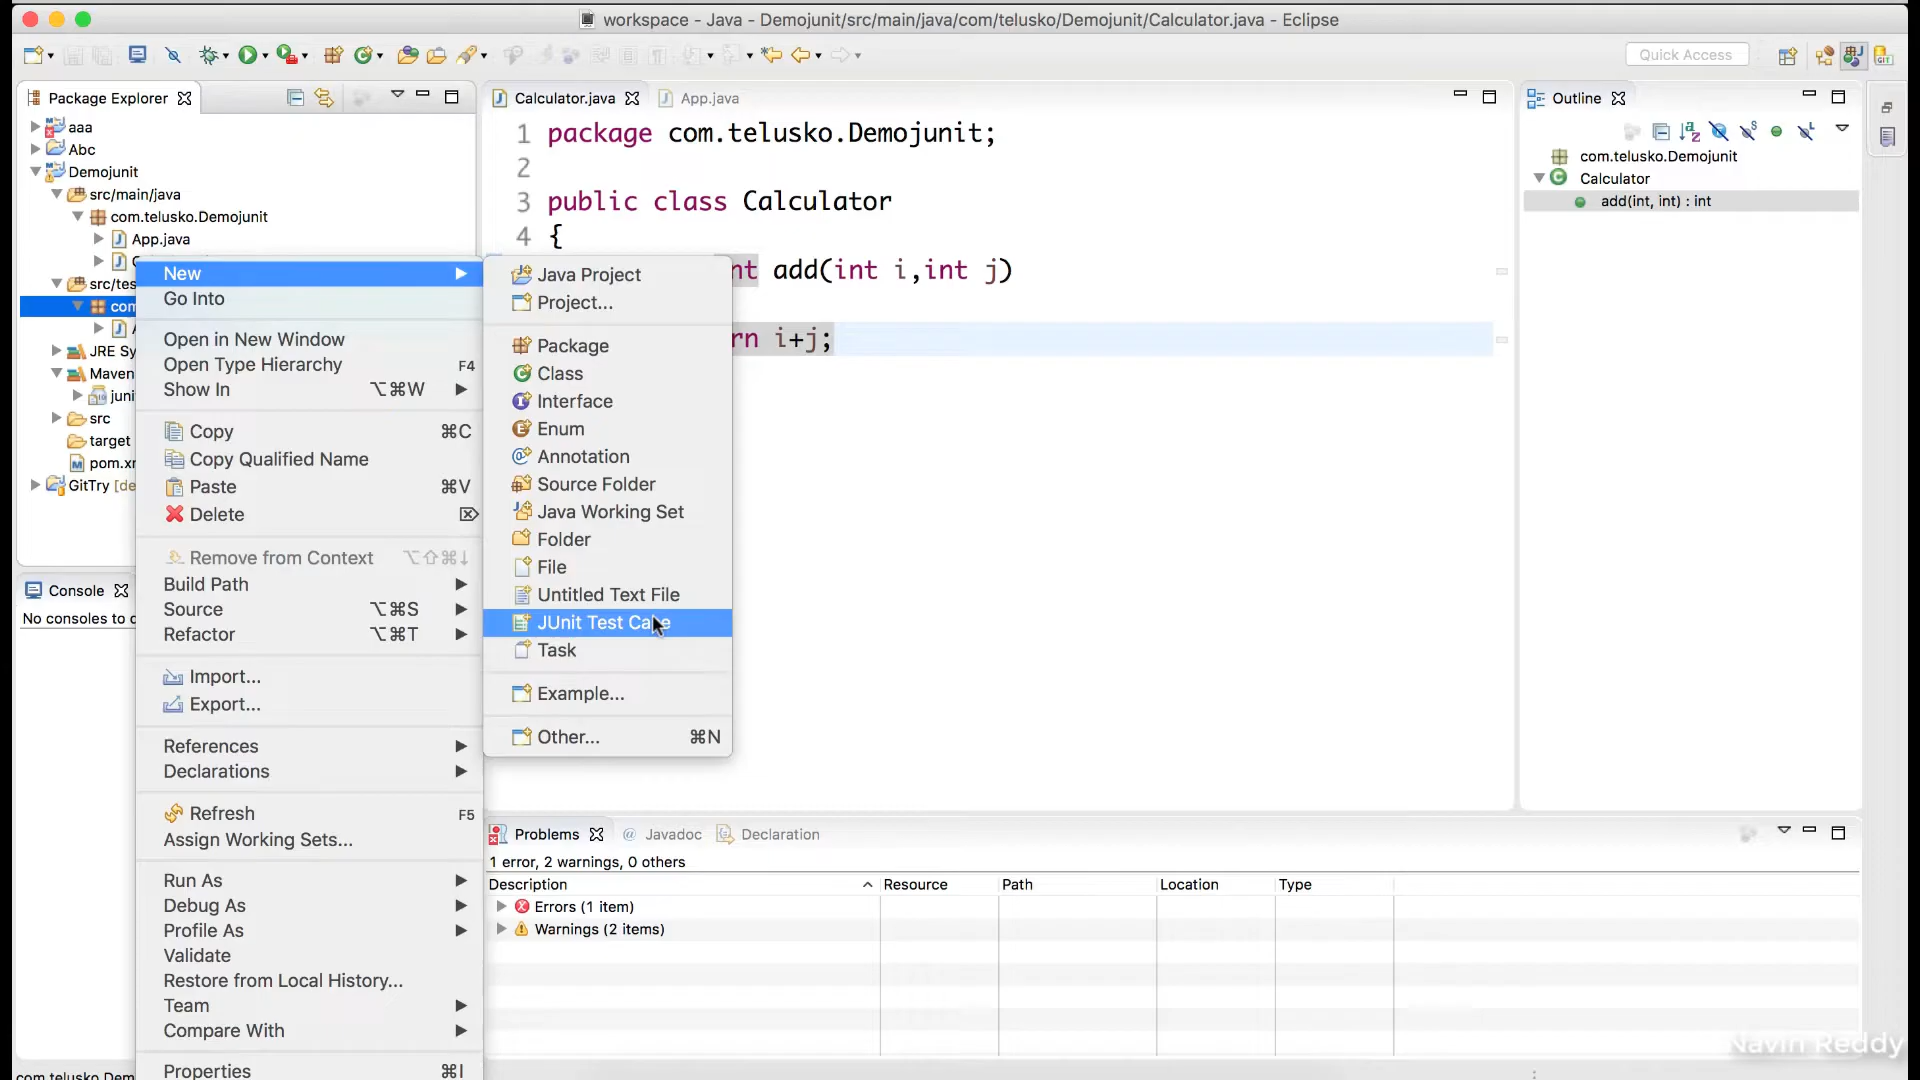 workspace - Java - Demojunit/src/main/java/com/telusko/Demojunit/Calculator.java - Eclipse
Quick Access
Package Explorer
aaa
Abc
Demojunit
src/main/java
com.telusko.Demojunit
App.java
src/tes
com
JRE Sy
Maven
juni
src
target
pom.xm
GitTry [de
Console
No consoles to d
New
Go Into
Open in New Window
Open Type Hierarchy F4
Show In ⌥⌘W
Copy ⌘C
Copy Qualified Name
Paste ⌘V
Delete ⌦
Remove from Context ⌥⇧⌘↓
Build Path
Source ⌥⌘S
Refactor ⌥⌘T
Import...
Export...
References
Declarations
Refresh F5
Assign Working Sets...
Run As
Debug As
Profile As
Validate
Restore from Local History...
Team
Compare With
Properties ⌘I
com.telusko.Dem
Java Project
Project...
Package
Class
Interface
Enum
Annotation
Source Folder
Java Working Set
Folder
File
Untitled Text File
JUnit Test Case
Task
Example...
Other... ⌘N
Calculator.java
App.java
1 package com.telusko.Demojunit;
2
3 public class Calculator
4 {
nt add(int i,int j)
rn i+j;
Outline
com.telusko.Demojunit
Calculator
add(int, int) : int
Problems
@ Javadoc
Declaration
1 error, 2 warnings, 0 others
Description Resource Path Location Type
Errors (1 item)
Warnings (2 items)
Navin Reddy